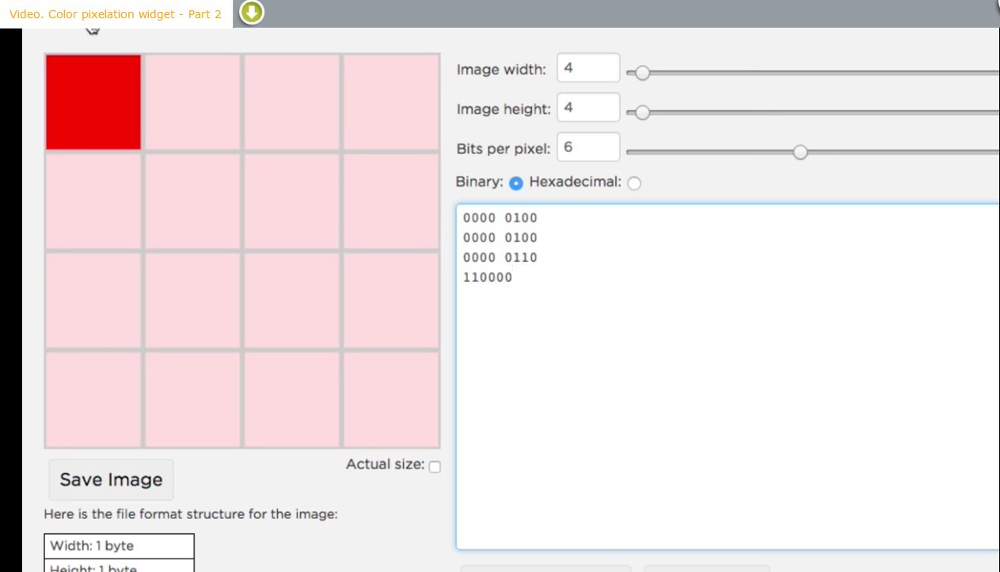 Video. Color pixelation widget - Part 2
Image width: 4
Image height: 4
Bits per pixel: 6
Binary: Hexadecimal:
0000 0100
0000 0100
0000 0110
110000
Actual size:
Save Image
Here is the file format structure for the image:
Width: 1 byte
Height: 1 byte